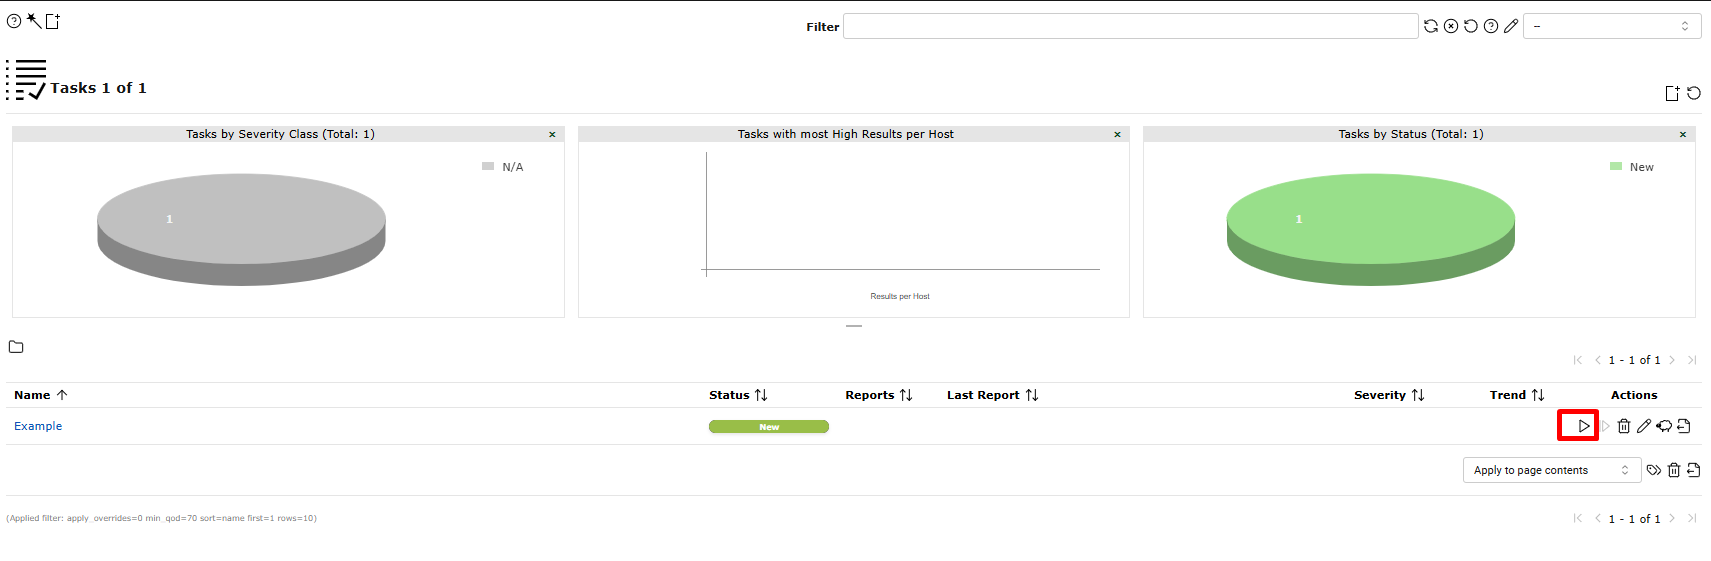 Filter
--
Tasks 1 of 1
Tasks by Severity Class (Total: 1)
N/A
1
Tasks with most High Results per Host
Results per Host
Tasks by Status (Total: 1)
New
1
1 - 1 of 1
Name Status Reports Last Report Severity Trend Actions
Example New
Apply to page contents
(Applied filter: apply_overrides=0 min_qod=70 sort=name first=1 rows=10)
1 - 1 of 1